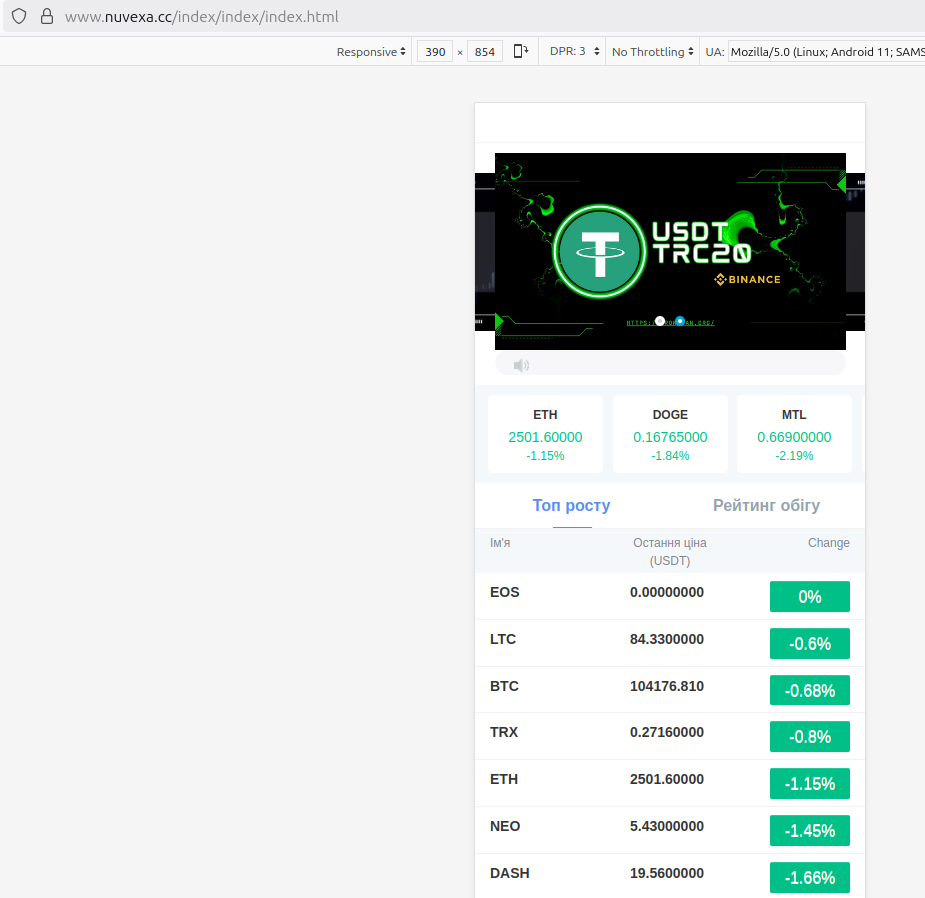 www.nuvexa.cc/index/index/index.html
Responsive 390 × 854 DPR: 3 No Throttling UA: Mozilla/5.0 (Linux; Android 11; SAMS
USDT
TRC20
BINANCE
ETH DOGE MTL
2501.60000 0.16765000 0.66900000
-1.15% -1.84% -2.19%
Топ росту Рейтинг обігу
Ім'я Остання ціна Change
(USDT)
EOS 0.00000000 0%
LTC 84.3300000 -0.6%
BTC 104176.810 -0.68%
TRX 0.27160000 -0.8%
ETH 2501.60000 -1.15%
NEO 5.43000000 -1.45%
DASH 19.5600000 -1.66%